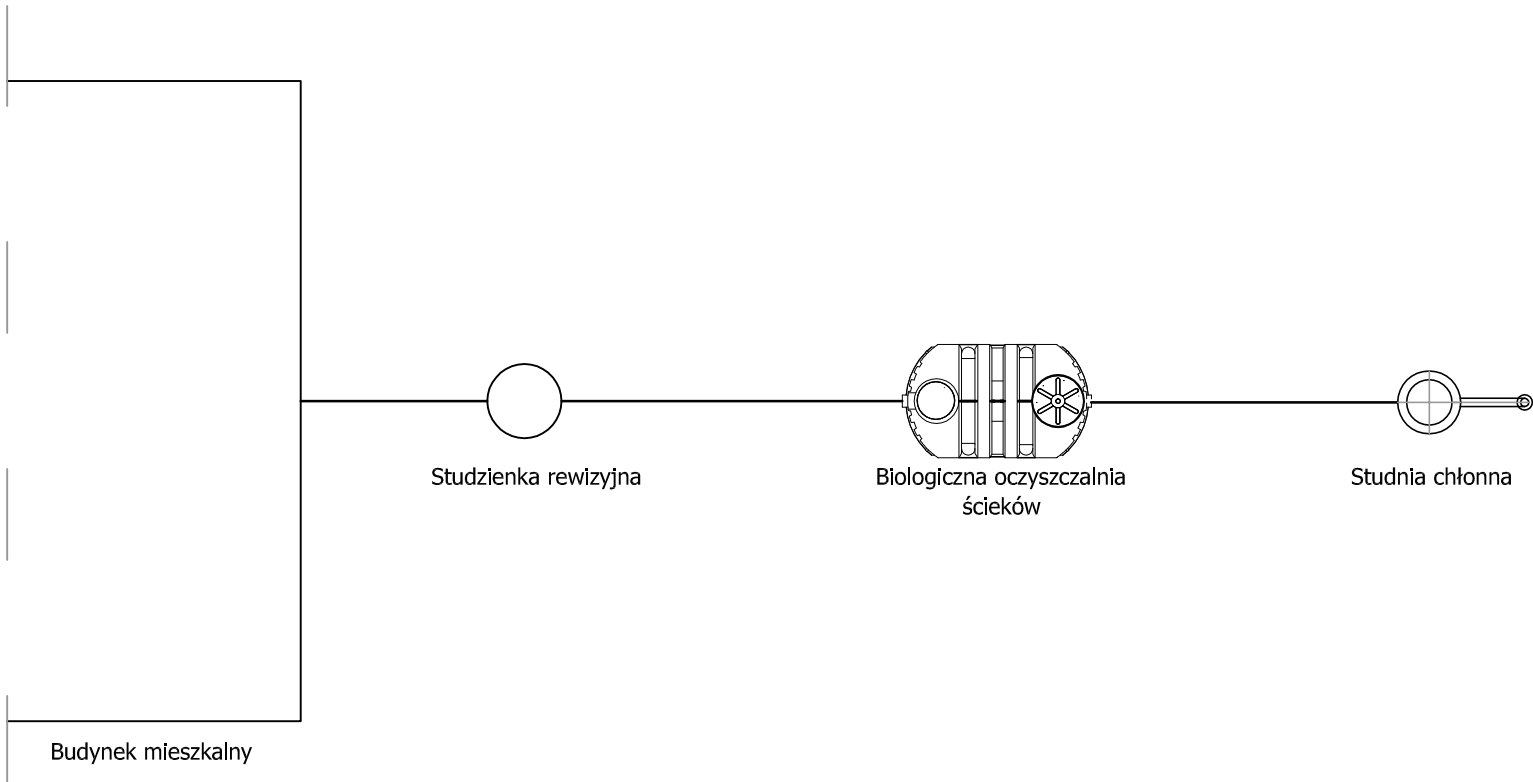 Studzienka rewizyjna
Biologiczna oczyszczalnia
ścieków
Studnia chłonna
Budynek mieszkalny